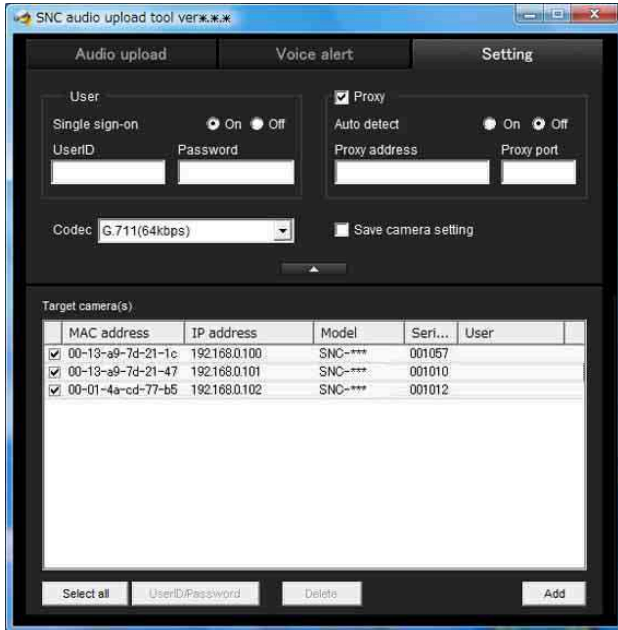 SNC audio upload tool ver*.*.*
Audio upload Voice alert Setting
User Proxy
Single sign-on On Off Auto detect On Off
UserID Password Proxy address Proxy port
Codec G.711(64kbps) Save camera setting
Target camera(s)
MAC address IP address Model Seri... User
00-13-a9-7d-21-1c 192.168.0.100 SNC-*** 001057
00-13-a9-7d-21-47 192.168.0.101 SNC-*** 001010
00-01-4a-cd-77-b5 192.168.0.102 SNC-*** 001012
Select all UserID/Password Delete Add